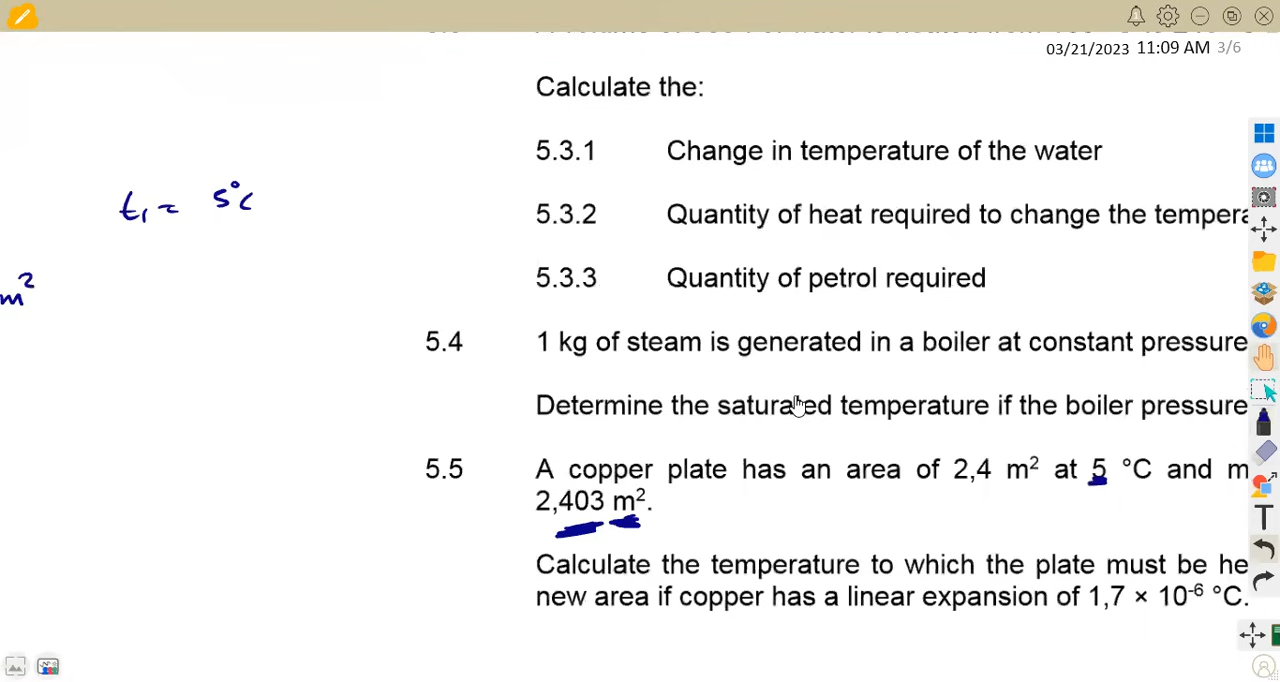 03/21/2023 11:09 AM 3/6
Calculate the:
5.3.1 Change in temperature of the water
t₁ = 5°C
5.3.2 Quantity of heat required to change the tempera
m²
5.3.3 Quantity of petrol required
5.4 1 kg of steam is generated in a boiler at constant pressure
Determine the saturated temperature if the boiler pressure
5.5 A copper plate has an area of 2,4 m² at 5 °C and m
2,403 m².
Calculate the temperature to which the plate must be he
new area if copper has a linear expansion of 1,7 × 10⁻⁶ °C.